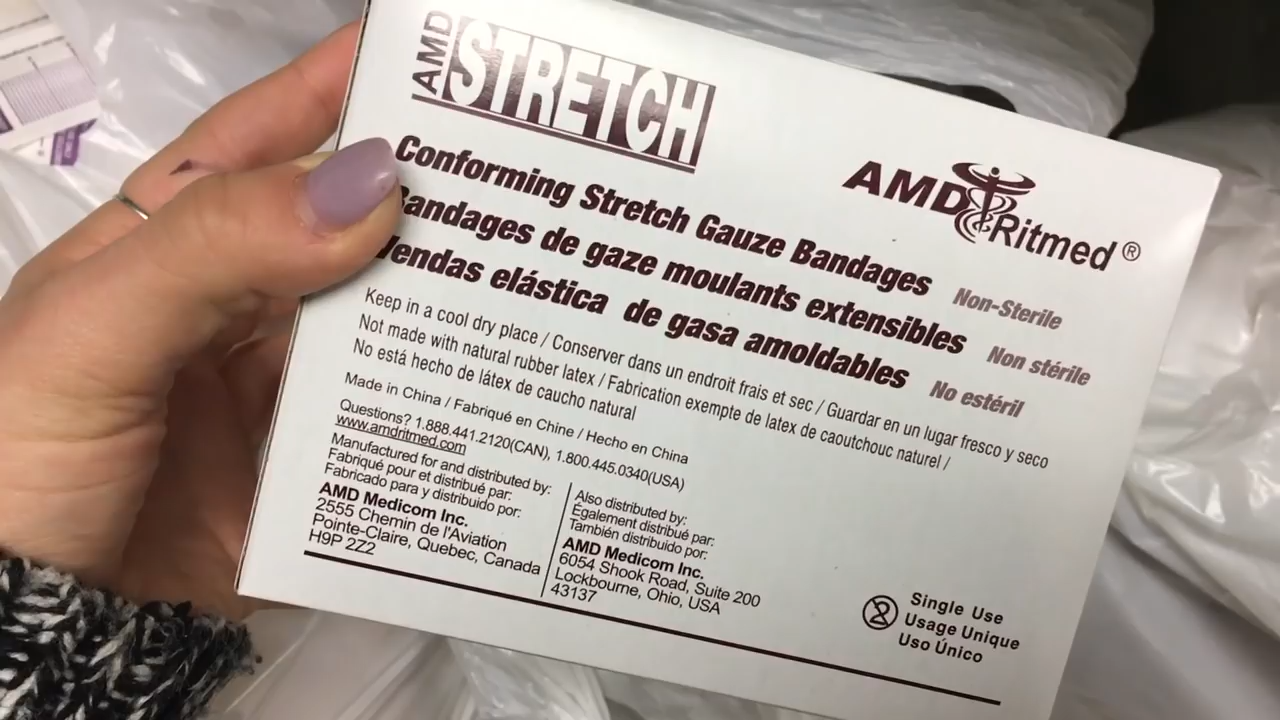 AMD STRETCH
AMD Ritmed®
Conforming Stretch Gauze Bandages Non-Sterile
Bandages de gaze moulants extensibles Non stérile
Vendas elástica de gasa amoldables No estéril
Keep in a cool dry place / Conserver dans un endroit frais et sec / Guardar en un lugar fresco y seco
Not made with natural rubber latex / Fabrication exempte de latex de caoutchouc naturel /
No está hecho de látex de caucho natural
Made in China / Fabriqué en Chine / Hecho en China
Questions? 1.888.441.2120(CAN), 1.800.445.0340(USA)
www.amdritmed.com
Manufactured for and distributed by:
Fabriqué pour et distribué par:
Fabricado para y distribuido por:
AMD Medicom Inc.
2555 Chemin de l'Aviation
Pointe-Claire, Quebec, Canada
H9P 2Z2
Also distributed by:
Également distribué par:
También distribuido por:
AMD Medicom Inc.
6054 Shook Road, Suite 200
Lockbourne, Ohio, USA
43137
2
Single Use
Usage Unique
Uso Único